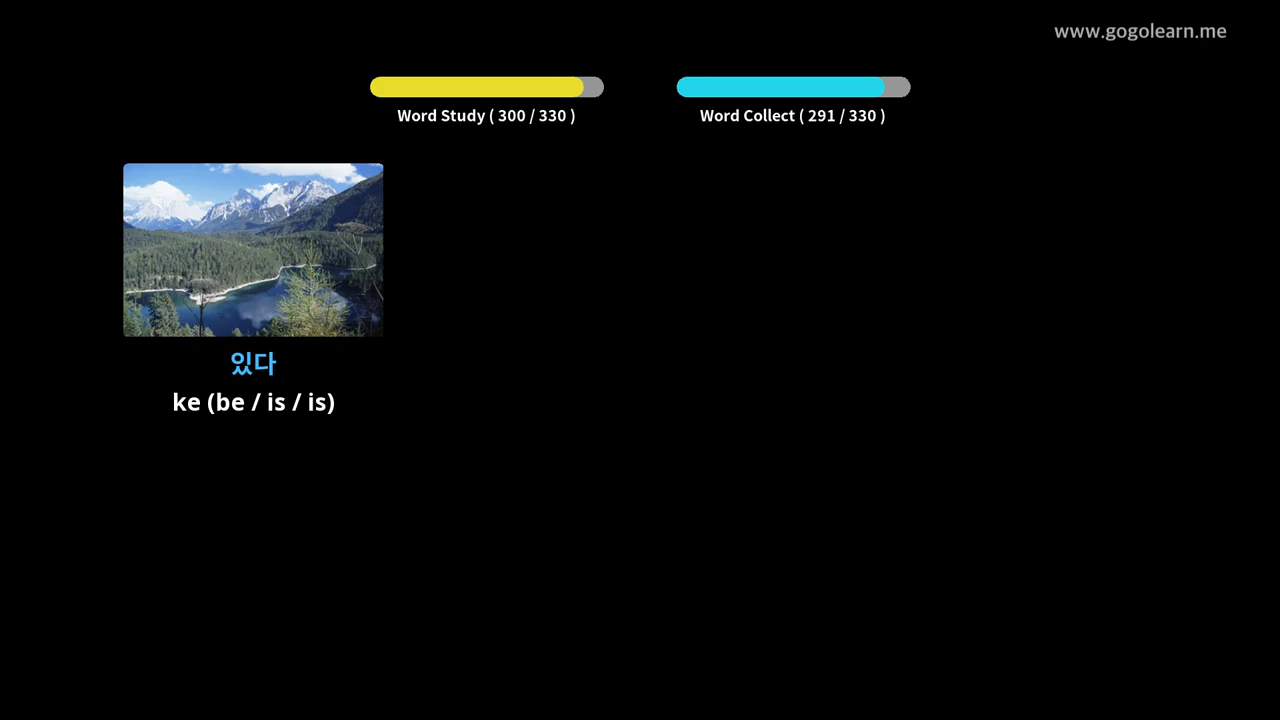 www.gogolearn.me
Word Study ( 300 / 330 )
Word Collect ( 291 / 330 )
있다
ke (be / is / is)